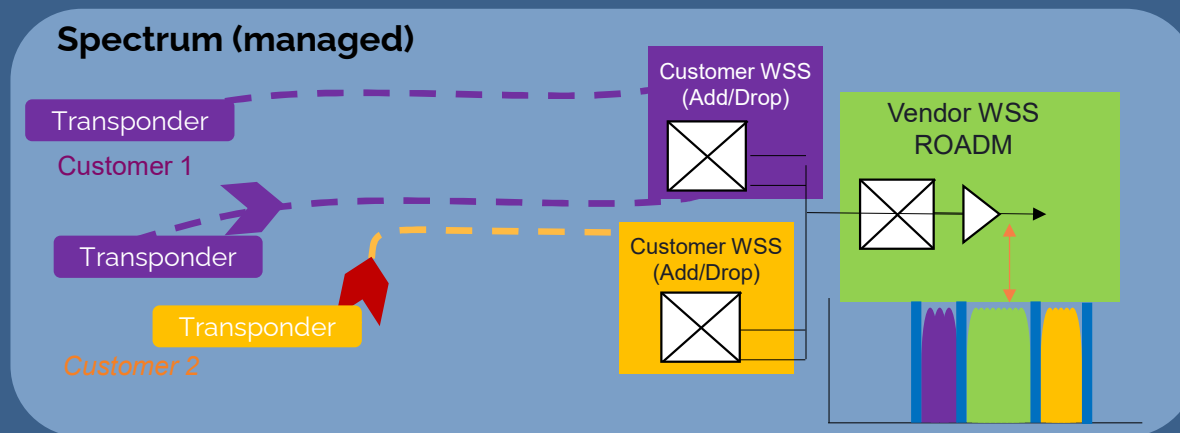 Spectrum (managed)
Customer WSS
(Add/Drop)
Transponder
Customer 1
Vendor WSS
ROADM
Transponder
Customer WSS
(Add/Drop)
Transponder
Customer 2